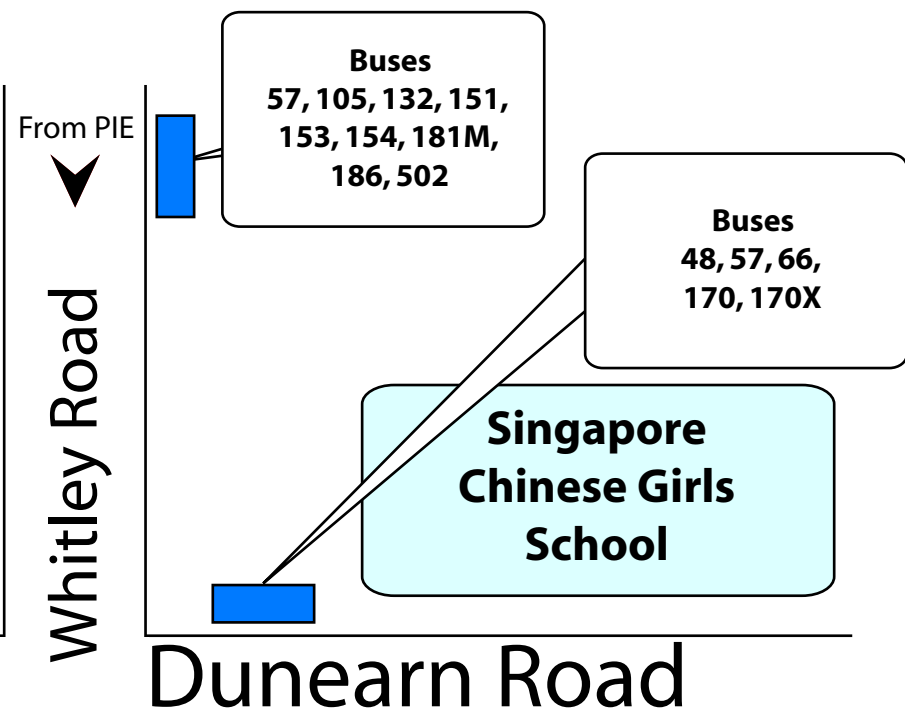 Buses
57, 105, 132, 151,
153, 154, 181M,
186, 502
From PIE
Buses
48, 57, 66,
170, 170X
Whitley Road
Singapore
Chinese Girls
School
Dunearn Road